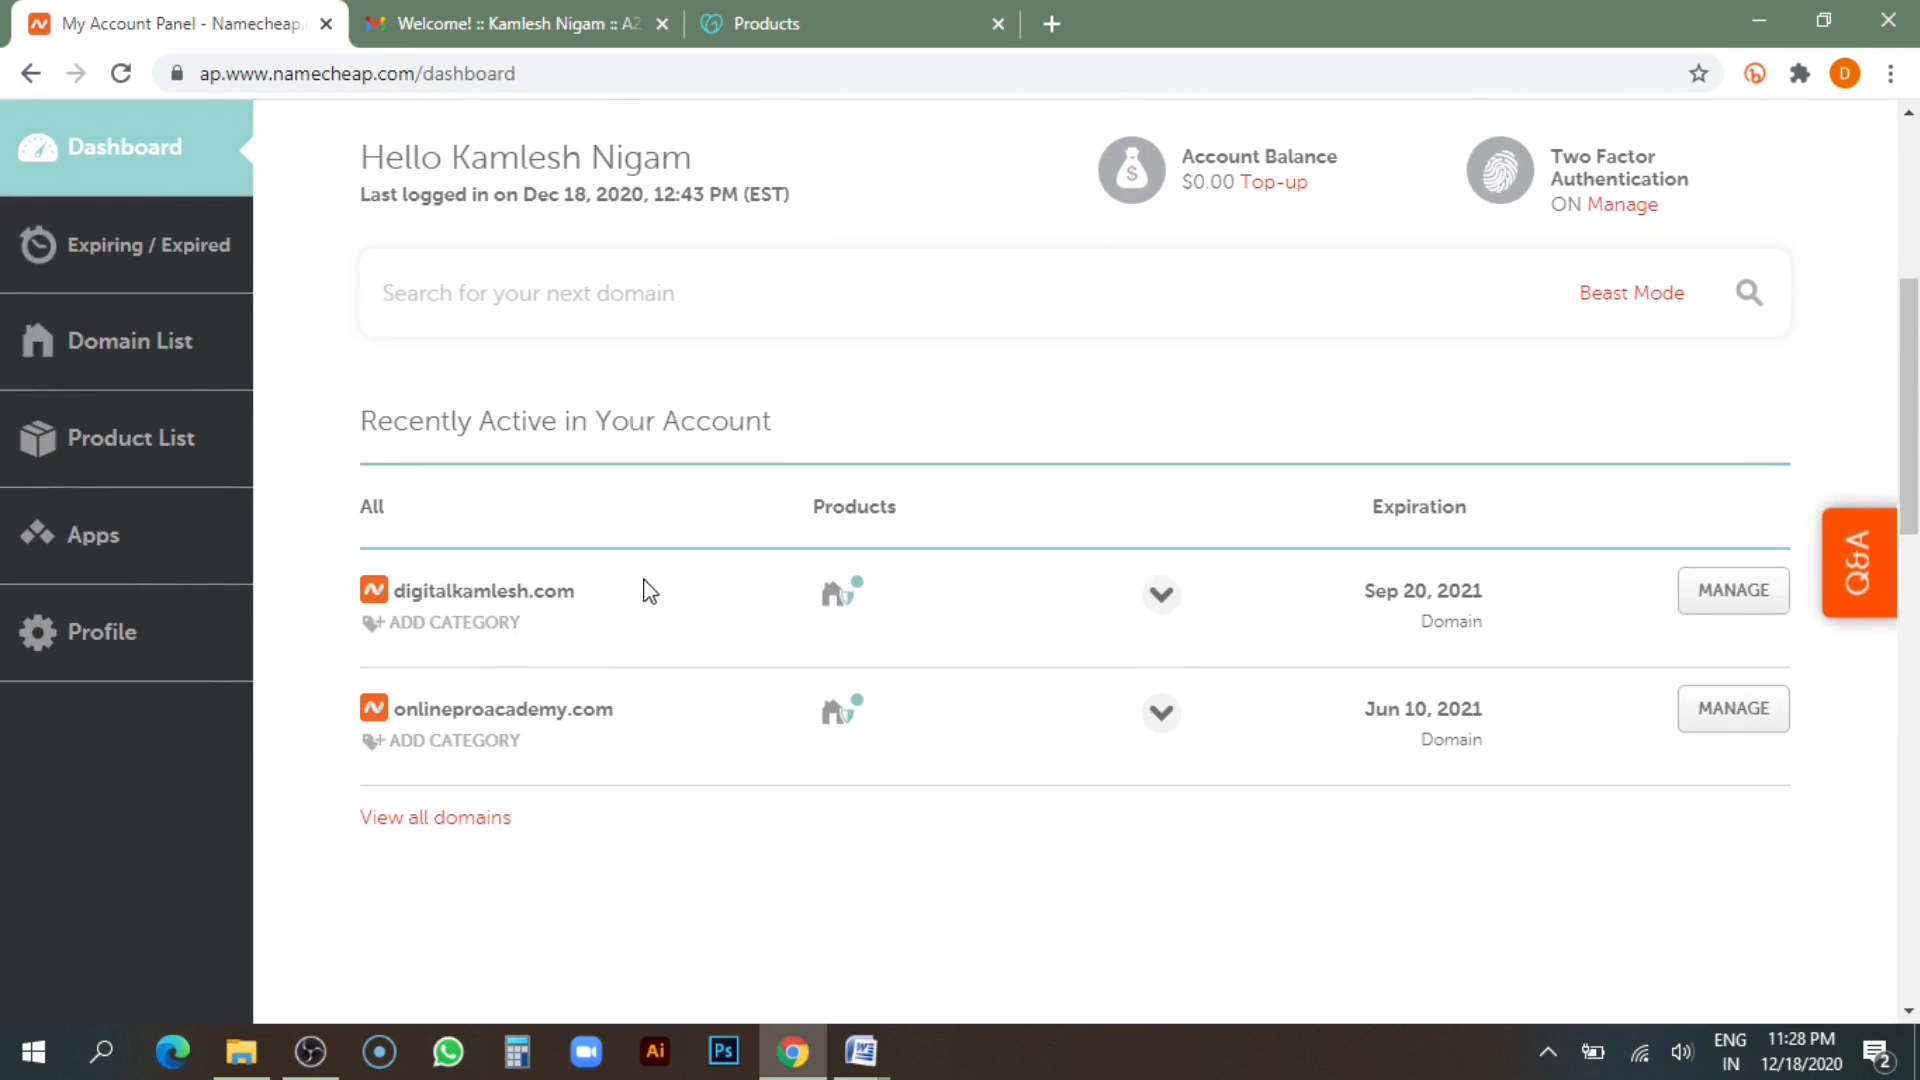 My Account Panel - Namecheap.
Welcome! :: Kamlesh Nigam :: A2
Products
ap.www.namecheap.com/dashboard
D
Dashboard
Expiring / Expired
Domain List
Product List
Apps
Profile
Hello Kamlesh Nigam
Last logged in on Dec 18, 2020, 12:43 PM (EST)
Account Balance
$0.00 Top-up
Two Factor
Authentication
ON Manage
Search for your next domain
Beast Mode
Recently Active in Your Account
All Products Expiration
digitalkamlesh.com Sep 20, 2021 MANAGE
ADD CATEGORY Domain
onlineproacademy.com Jun 10, 2021 MANAGE
ADD CATEGORY Domain
View all domains
Q&A
Ai
Ps
ENG
IN
11:28 PM
12/18/2020
2